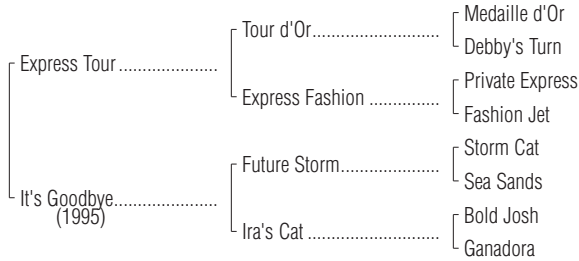 Medaille d'Or
Tour d'Or
Debby's Turn
Express Tour
Private Express
Express Fashion
Fashion Jet
Storm Cat
Future Storm
Sea Sands
It's Goodbye
(1995)
Bold Josh
Ira's Cat
Ganadora